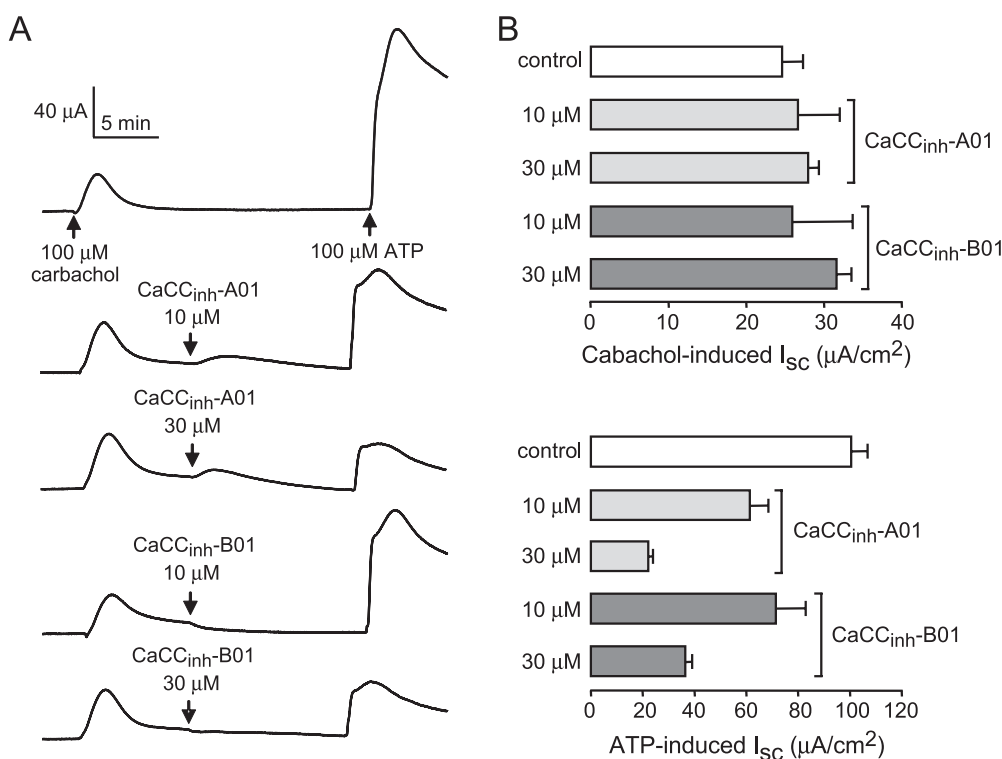 A
40 μA
5 min
100 μM
carbachol
100 μM ATP
CaCCinh-A01
10 μM
CaCCinh-A01
30 μM
CaCCinh-B01
10 μM
CaCCinh-B01
30 μM
B
control
10 μM
30 μM
CaCCinh-A01
10 μM
30 μM
CaCCinh-B01
0 10 20 30 40
Cabachol-induced ISC (μA/cm2)
control
10 μM
30 μM
CaCCinh-A01
10 μM
30 μM
CaCCinh-B01
0 20 40 60 80 100 120
ATP-induced ISC (μA/cm2)